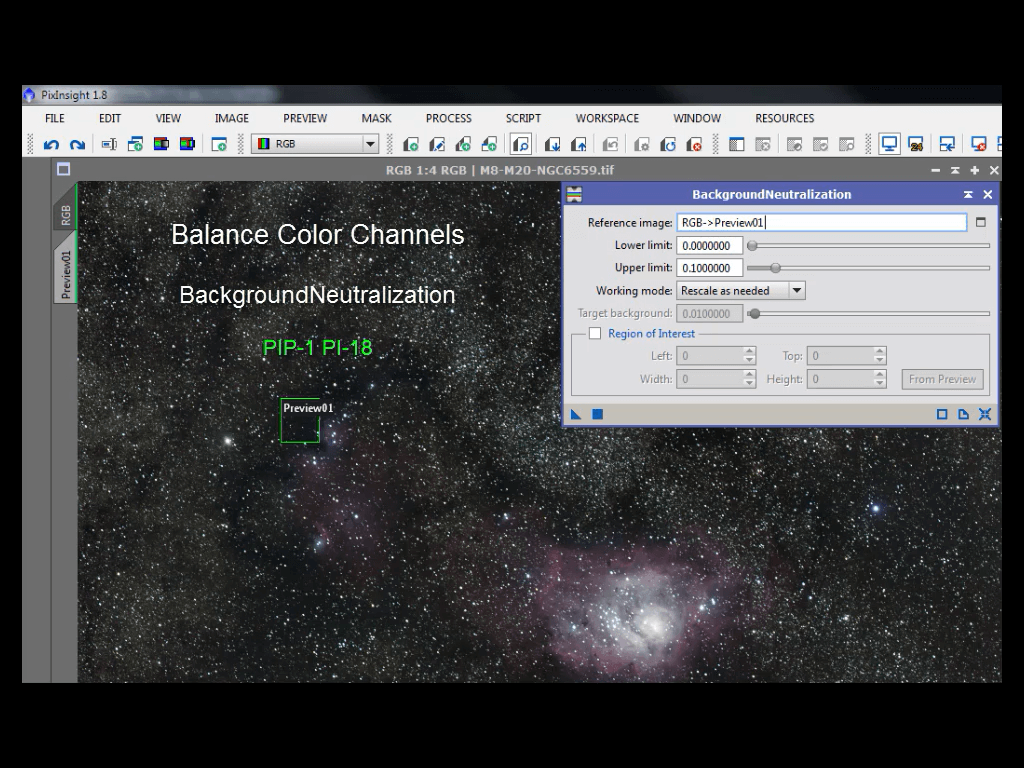 PixInsight 1.8
FILE EDIT VIEW IMAGE PREVIEW MASK PROCESS SCRIPT WORKSPACE WINDOW RESOURCES
RGB
24
RGB 1:4 RGB | M8-M20-NGC6559.tif
RGB
Preview01
Balance Color Channels
BackgroundNeutralization
PIP-1 PI-18
Preview01
BackgroundNeutralization
Reference image: RGB->Preview01
Lower limit: 0.0000000
Upper limit: 0.1000000
Working mode: Rescale as needed
Target background: 0.0100000
Region of Interest
Left: 0 Top: 0
Width: 0 Height: 0 From Preview